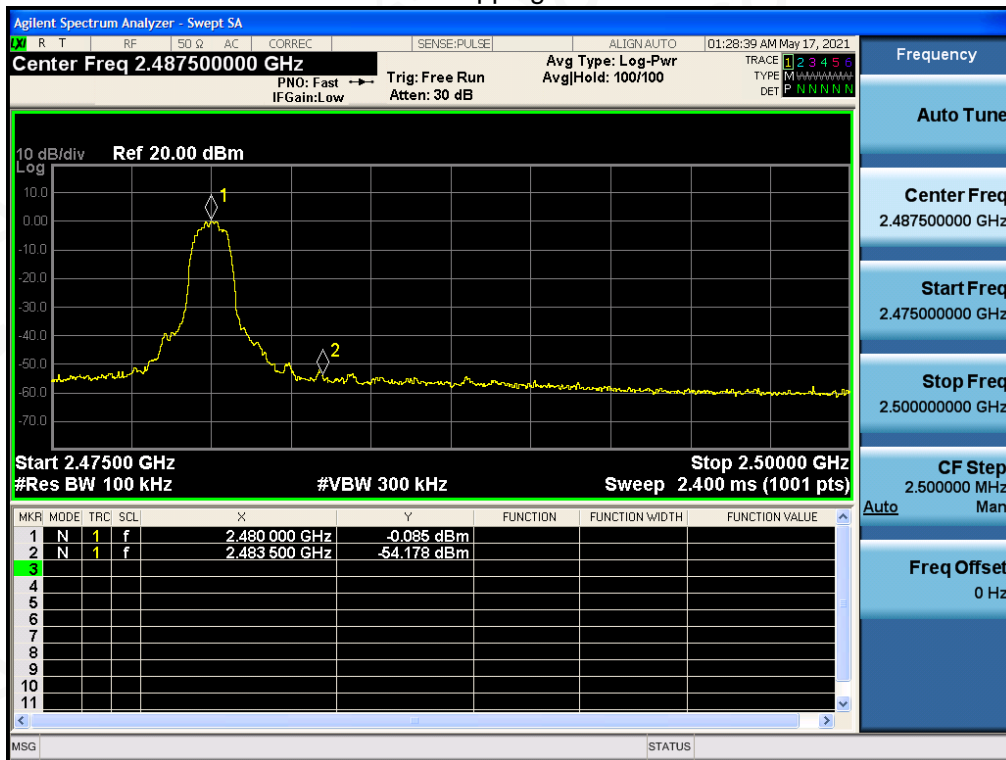 Agilent Spectrum Analyzer - Swept SA
LXI R T RF 50 Ω AC CORREC SENSE:PULSE ALIGN AUTO 01:28:39 AM May 17, 2021
Center Freq 2.487500000 GHz
PNO: Fast
IFGain:Low
Trig: Free Run
Atten: 30 dB
Avg Type: Log-Pwr
Avg|Hold: 100/100
TRACE 1 2 3 4 5 6
TYPE M WWWWW
DET P N N N N N
10 dB/div Ref 20.00 dBm
Log
10.0
0.00
-10.0
-20.0
-30.0
-40.0
-50.0
-60.0
-70.0
1
2
Start 2.47500 GHz Stop 2.50000 GHz
#Res BW 100 kHz #VBW 300 kHz Sweep 2.400 ms (1001 pts)
MKR MODE TRC SCL X Y FUNCTION FUNCTION WIDTH FUNCTION VALUE
1 N 1 f 2.480 000 GHz -0.085 dBm
2 N 1 f 2.483 500 GHz -54.178 dBm
3
4
5
6
7
8
9
10
11
MSG STATUS
Frequency
Auto Tune
Center Freq
2.487500000 GHz
Start Freq
2.475000000 GHz
Stop Freq
2.500000000 GHz
CF Step
2.500000 MHz
Auto Man
Freq Offset
0 Hz